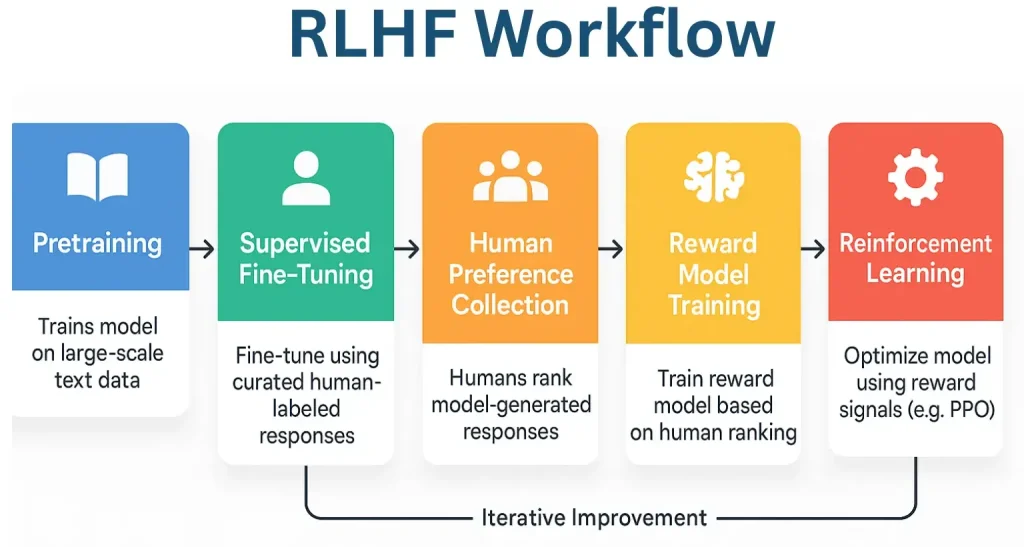 RLHF Workflow
Pretraining
Trains model
on large-scale
text data
Supervised
Fine-Tuning
Fine-tune using
curated human-
labeled
responses
Human
Preference
Collection
Humans rank
model-generated
responses
Reward
Model
Training
Train reward
model based
on human ranking
Reinforcement
Learning
Optimize model
using reward
signals (e.g. PPO)
Iterative Improvement